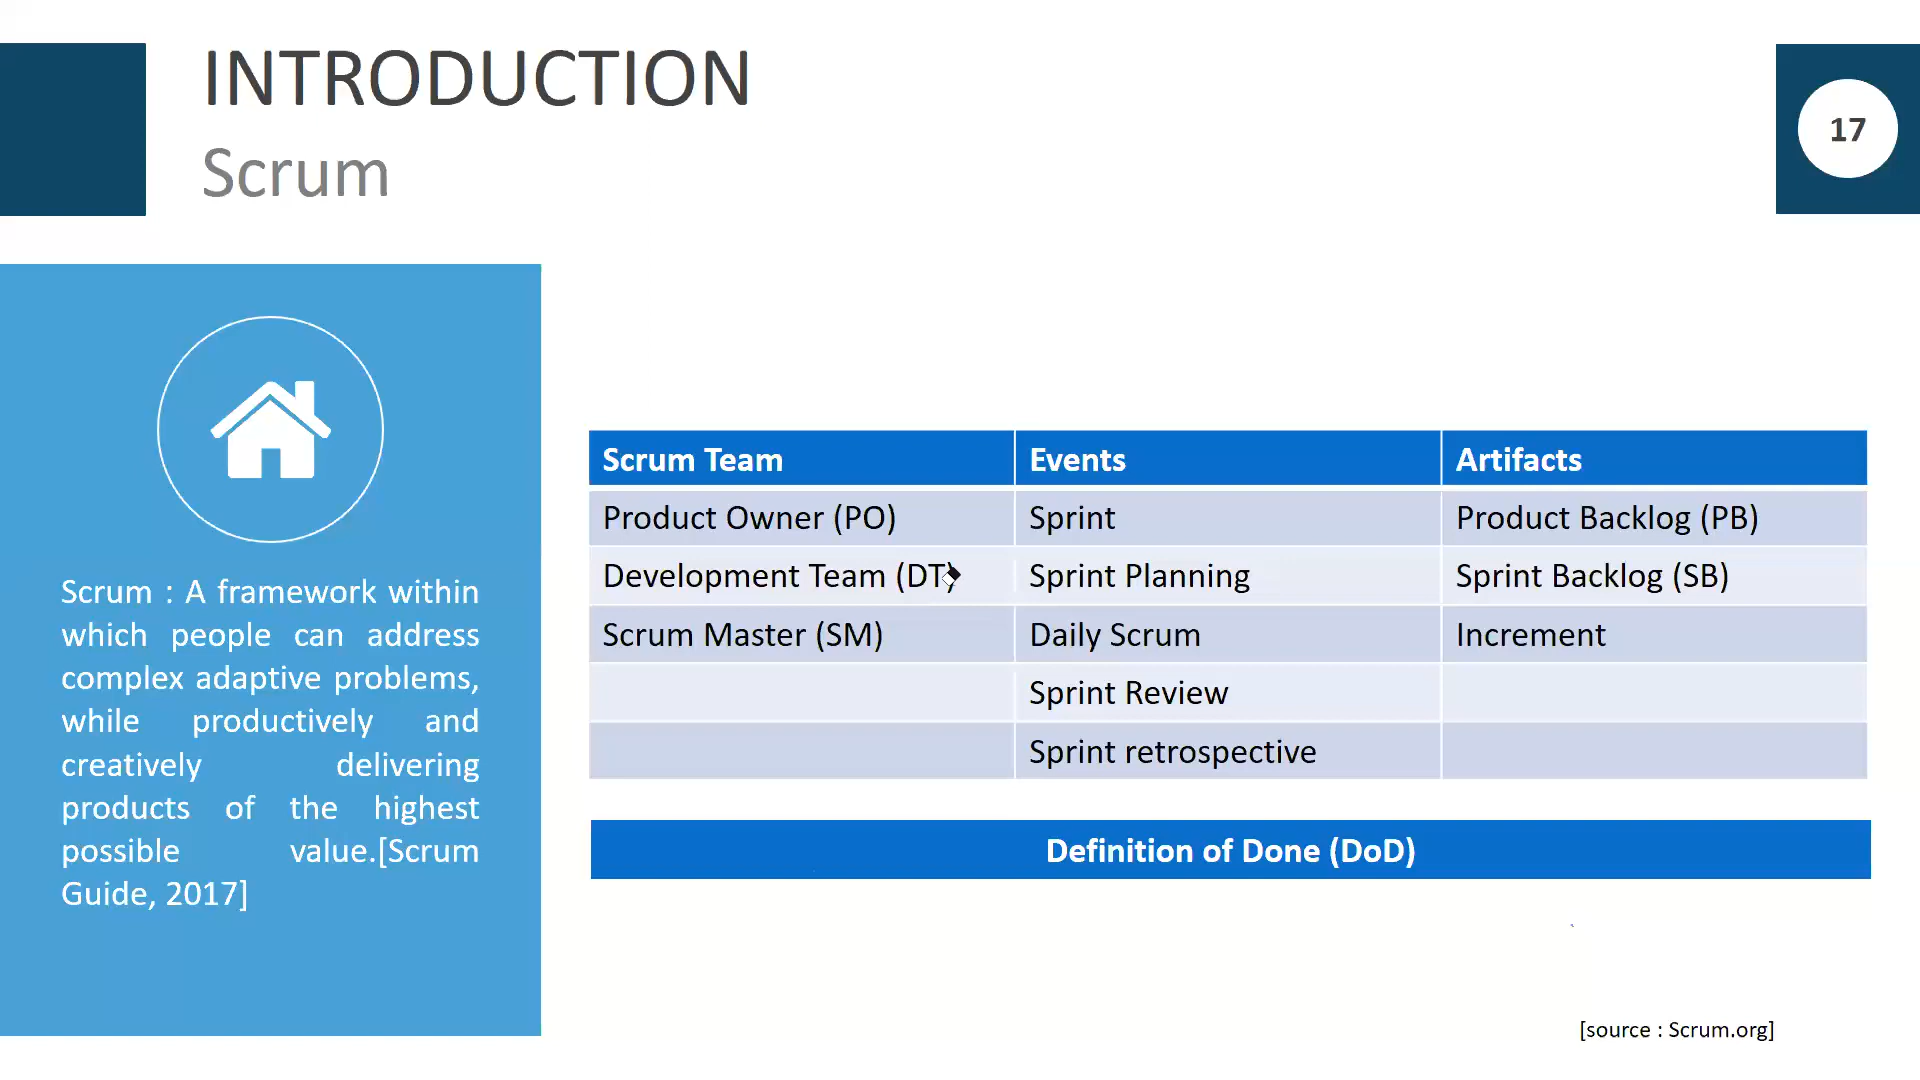 INTRODUCTION
Scrum
17
Scrum : A framework within
which people can address
complex adaptive problems,
while productively and
creatively delivering
products of the highest
possible value.[Scrum
Guide, 2017]
Scrum Team Events Artifacts
Product Owner (PO) Sprint Product Backlog (PB)
Development Team (DT) Sprint Planning Sprint Backlog (SB)
Scrum Master (SM) Daily Scrum Increment
Sprint Review
Sprint retrospective
Definition of Done (DoD)
[source : Scrum.org]